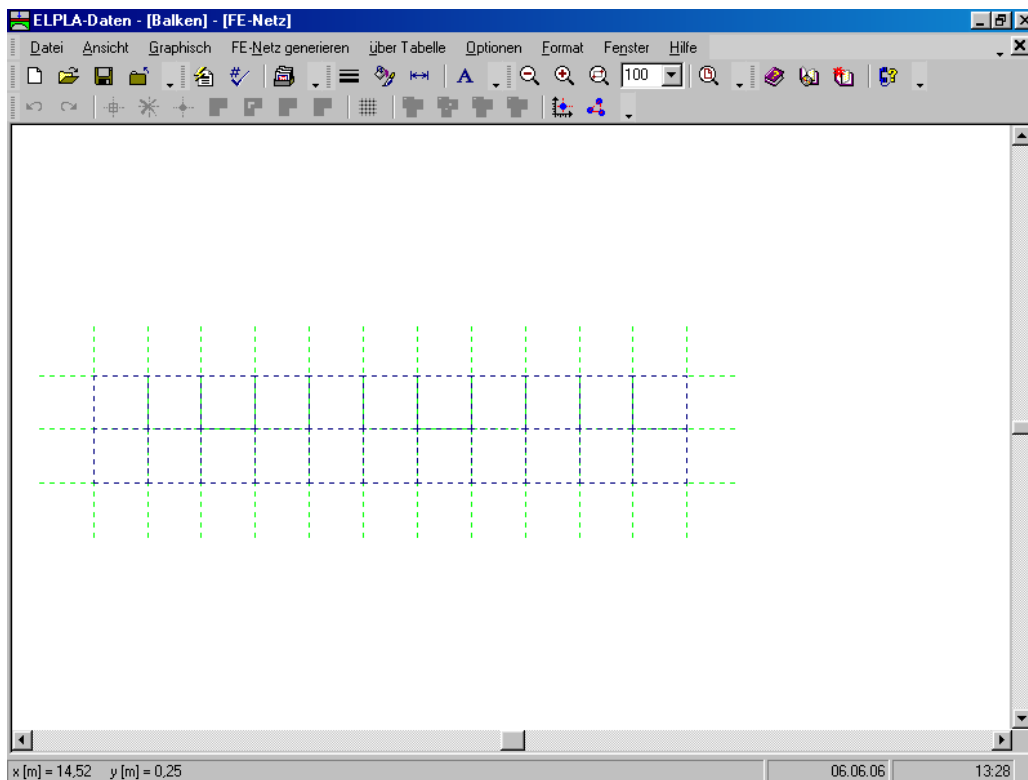 ELPLA-Daten - [Balken] - [FE-Netz]
Datei Ansicht Graphisch FE-Netz generieren über Tabelle Optionen Format Fenster Hilfe
A 100
x [m] = 14,52 y [m] = 0,25 06.06.06 13:28